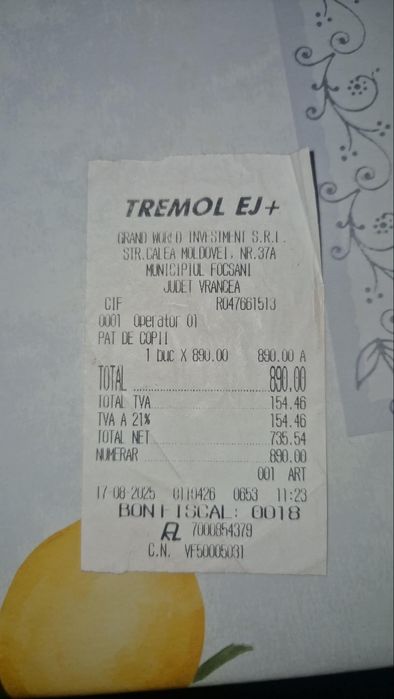 TREMOL EJ+
GRAND WORLD INVESTMENT S.R.L.
STR.CALEA MOLDOVEI, NR.37A
MUNICIPIUL FOCSANI
JUDET VRANCEA
CIF RO47661513
0001 Operator 01
PAT DE COPII
1 buc X 890.00 890.00 A
TOTAL 890.00
TOTAL TVA 154.46
TVA A 21% 154.46
TOTAL NET 735.54
NUMERAR 890.00
001 ART
17-08-2025 0110426 0653 11:23
BON FISCAL: 0018
7000854379
C.N. VF50005031